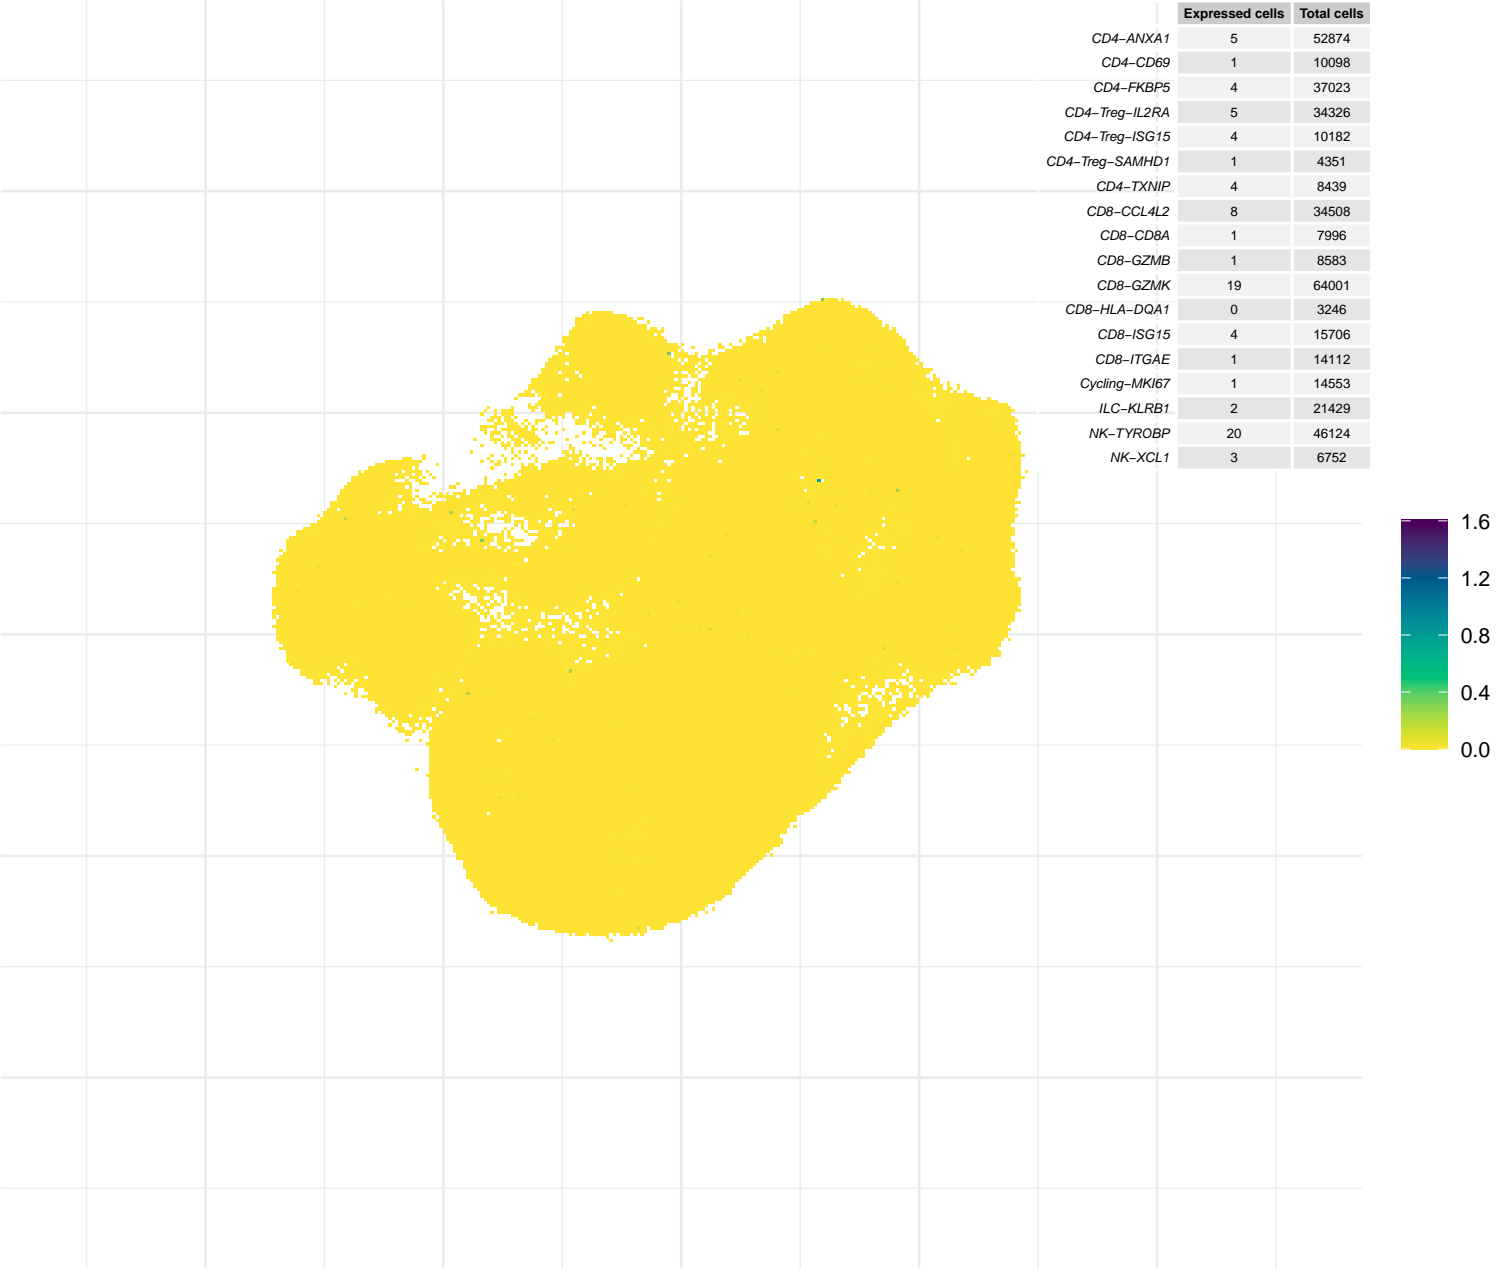 Expressed cells Total cells
CD4−ANXA1 5 52874
CD4−CD69 1 10098
CD4−FKBP5 4 37023
CD4−Treg−IL2RA 5 34326
CD4−Treg−ISG15 4 10182
CD4−Treg−SAMHD1 1 4351
CD4−TXNIP 4 8439
CD8−CCL4L2 8 34508
CD8−CD8A 1 7996
CD8−GZMB 1 8583
CD8−GZMK 19 64001
CD8−HLA−DQA1 0 3246
CD8−ISG15 4 15706
CD8−ITGAE 1 14112
Cycling−MKI67 1 14553
ILC−KLRB1 2 21429
NK−TYROBP 20 46124
NK−XCL1 3 6752
1.6
1.2
0.8
0.4
0.0